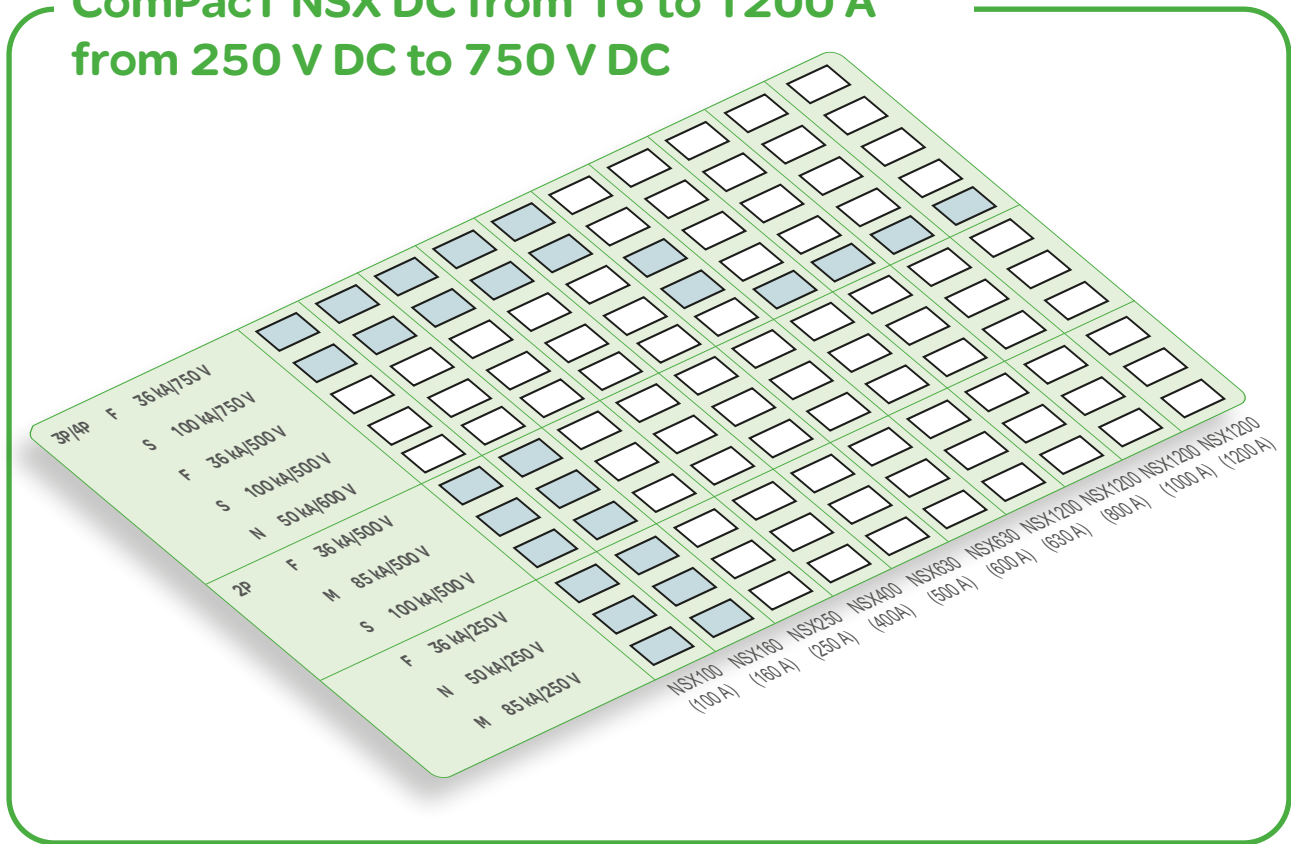 ComPacT NSX DC from 16 to 1200 A
from 250 V DC to 750 V DC
3P/4P F 36 kA/750 V
S 100 kA/750 V
F 36 kA/500 V
S 100 kA/500 V
N 50 kA/600 V
2P F 36 kA/500 V
M 85 kA/500 V
S 100 kA/500 V
F 36 kA/250 V
N 50 kA/250 V
M 85 kA/250 V
NSX100 NSX160 NSX250 NSX400 NSX630 NSX630 NSX1200 NSX1200 NSX1200 NSX1200
(100 A) (160 A) (250 A) (400A) (500 A) (600 A) (630 A) (800 A) (1000 A) (1200 A)